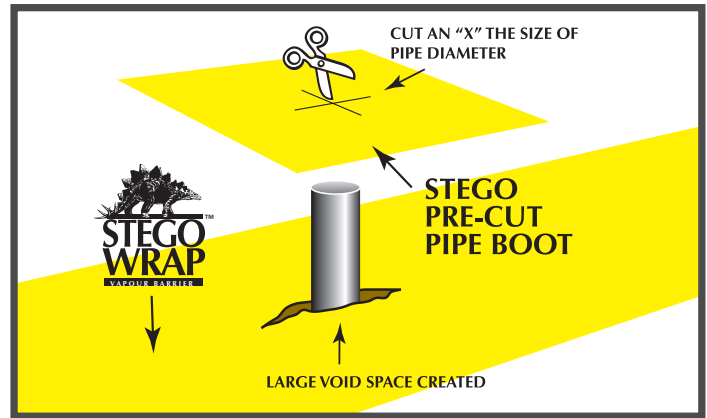 CUT AN “X” THE SIZE OF
PIPE DIAMETER
STEGO
PRE-CUT
PIPE BOOT
STEGO™
WRAP
VAPOUR BARRIER
LARGE VOID SPACE CREATED